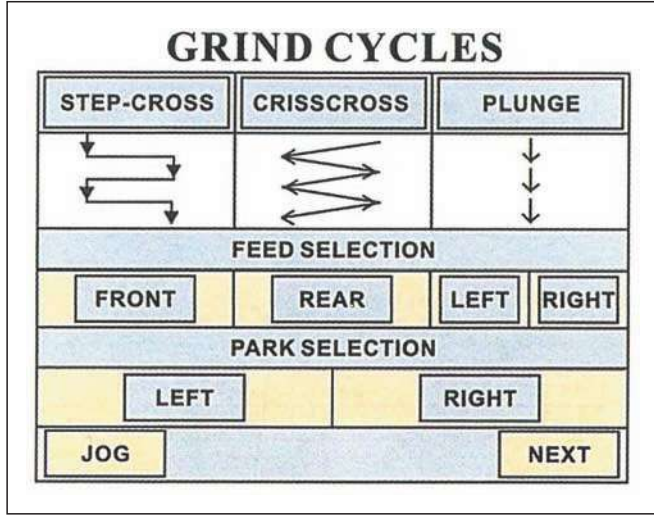 GRIND CYCLES
STEP-CROSS CRISSCROSS PLUNGE
FEED SELECTION
FRONT REAR LEFT RIGHT
PARK SELECTION
LEFT RIGHT
JOG NEXT